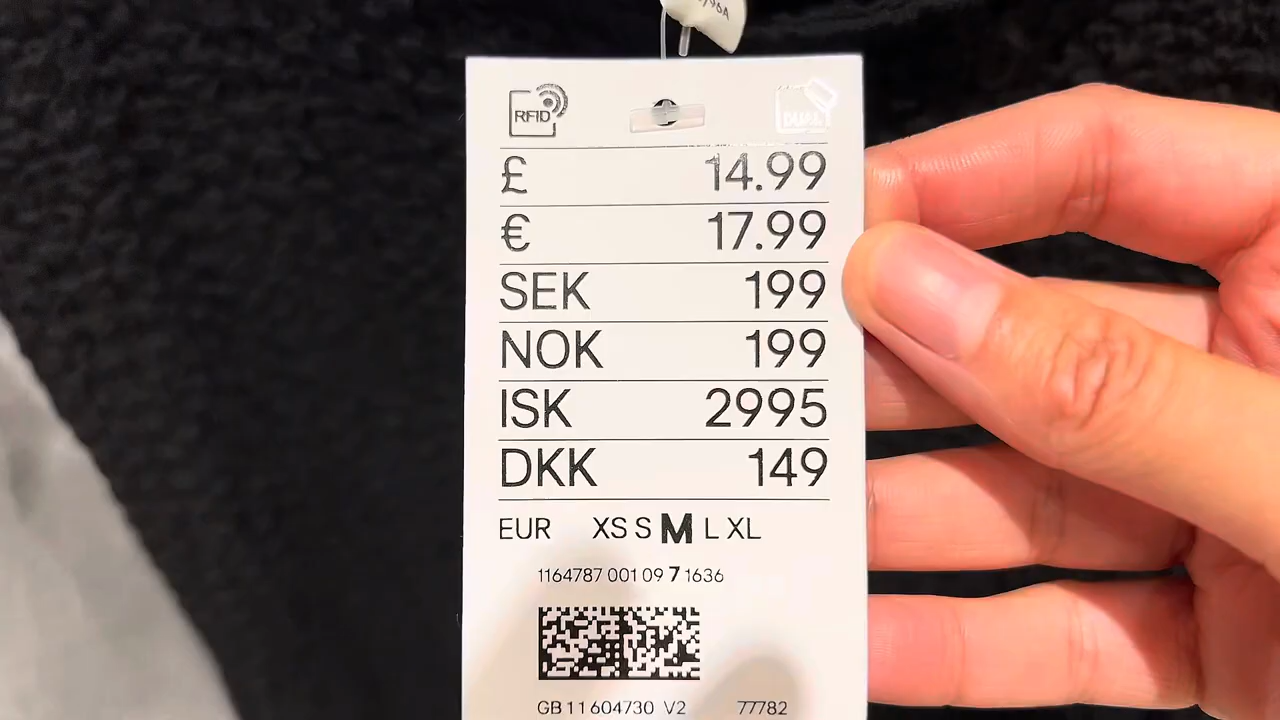 RFID
DUAL
£ 14.99
€ 17.99
SEK 199
NOK 199
ISK 2995
DKK 149
EUR XS S M L XL
1164787 001 09 7 1636
GB 11 604730 V2 77782